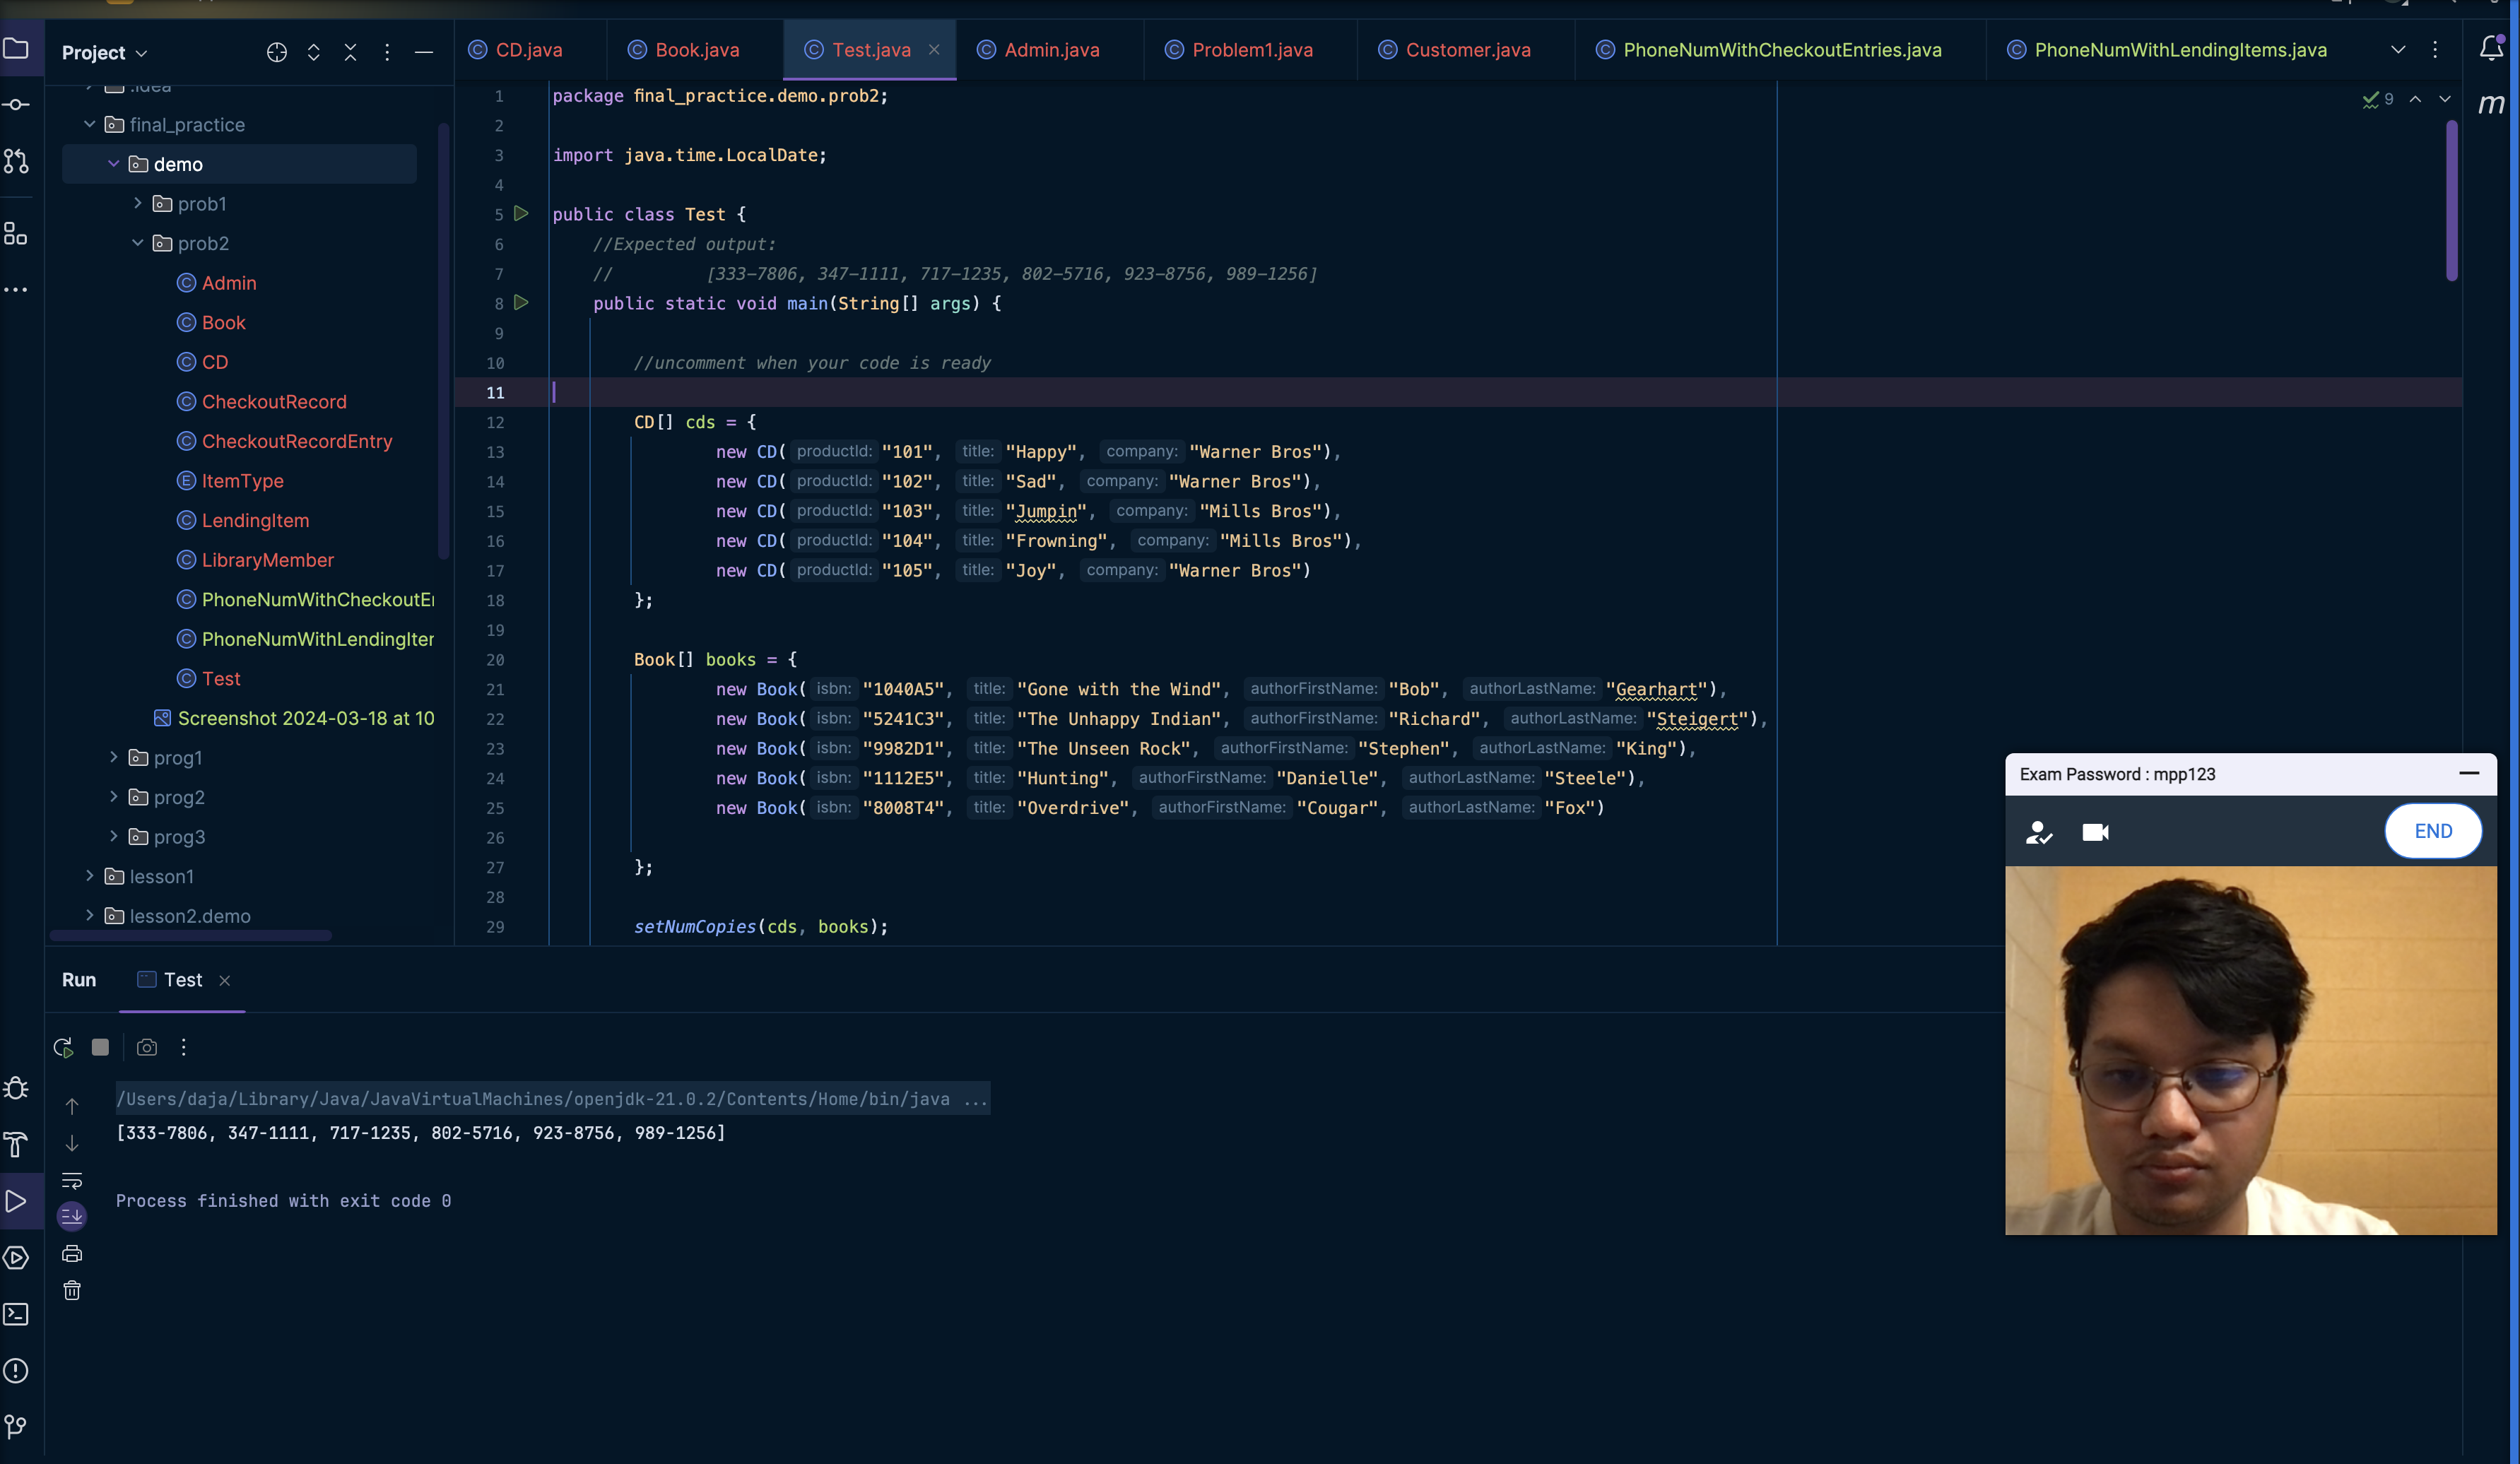 Project
CD.java
Book.java
Test.java
Admin.java
Problem1.java
Customer.java
PhoneNumWithCheckoutEntries.java
PhoneNumWithLendingItems.java
.idea
final_practice
demo
prob1
prob2
Admin
Book
CD
CheckoutRecord
CheckoutRecordEntry
ItemType
LendingItem
LibraryMember
PhoneNumWithCheckoutE
PhoneNumWithLendingIter
Test
Screenshot 2024-03-18 at 10
prog1
prog2
prog3
lesson1
lesson2.demo
9
m
1 package final_practice.demo.prob2;
2
3 import java.time.LocalDate;
4
5 public class Test {
6 //Expected output:
7 // [333-7806, 347-1111, 717-1235, 802-5716, 923-8756, 989-1256]
8 public static void main(String[] args) {
9
10 //uncomment when your code is ready
11
12 CD[] cds = {
13 new CD( productId: "101", title: "Happy", company: "Warner Bros"),
14 new CD( productId: "102", title: "Sad", company: "Warner Bros"),
15 new CD( productId: "103", title: "Jumpin", company: "Mills Bros"),
16 new CD( productId: "104", title: "Frowning", company: "Mills Bros"),
17 new CD( productId: "105", title: "Joy", company: "Warner Bros")
18 };
19
20 Book[] books = {
21 new Book( isbn: "1040A5", title: "Gone with the Wind", authorFirstName: "Bob", authorLastName: "Gearhart"),
22 new Book( isbn: "5241C3", title: "The Unhappy Indian", authorFirstName: "Richard", authorLastName: "Steigert"),
23 new Book( isbn: "9982D1", title: "The Unseen Rock", authorFirstName: "Stephen", authorLastName: "King"),
24 new Book( isbn: "1112E5", title: "Hunting", authorFirstName: "Danielle", authorLastName: "Steele"),
25 new Book( isbn: "8008T4", title: "Overdrive", authorFirstName: "Cougar", authorLastName: "Fox")
26
27 };
28
29 setNumCopies(cds, books);
Exam Password : mpp123
END
Run
Test
/Users/daja/Library/Java/JavaVirtualMachines/openjdk-21.0.2/Contents/Home/bin/java ...
[333-7806, 347-1111, 717-1235, 802-5716, 923-8756, 989-1256]
Process finished with exit code 0